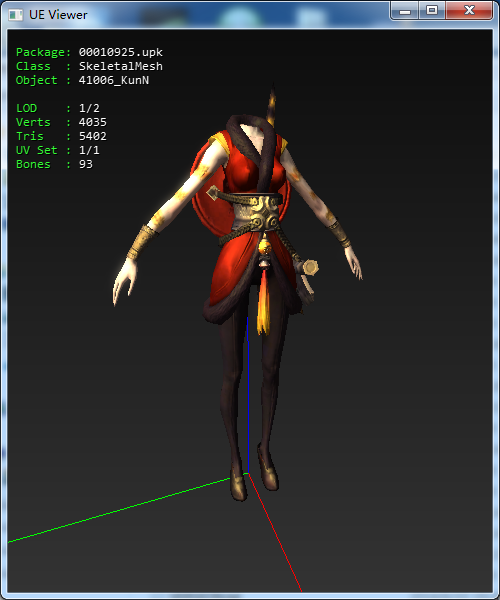 UE Viewer
Package: 00010925.upk
Class : SkeletalMesh
Object : 41006_KunN
LOD : 1/2
Verts : 4035
Tris : 5402
UV Set : 1/1
Bones : 93